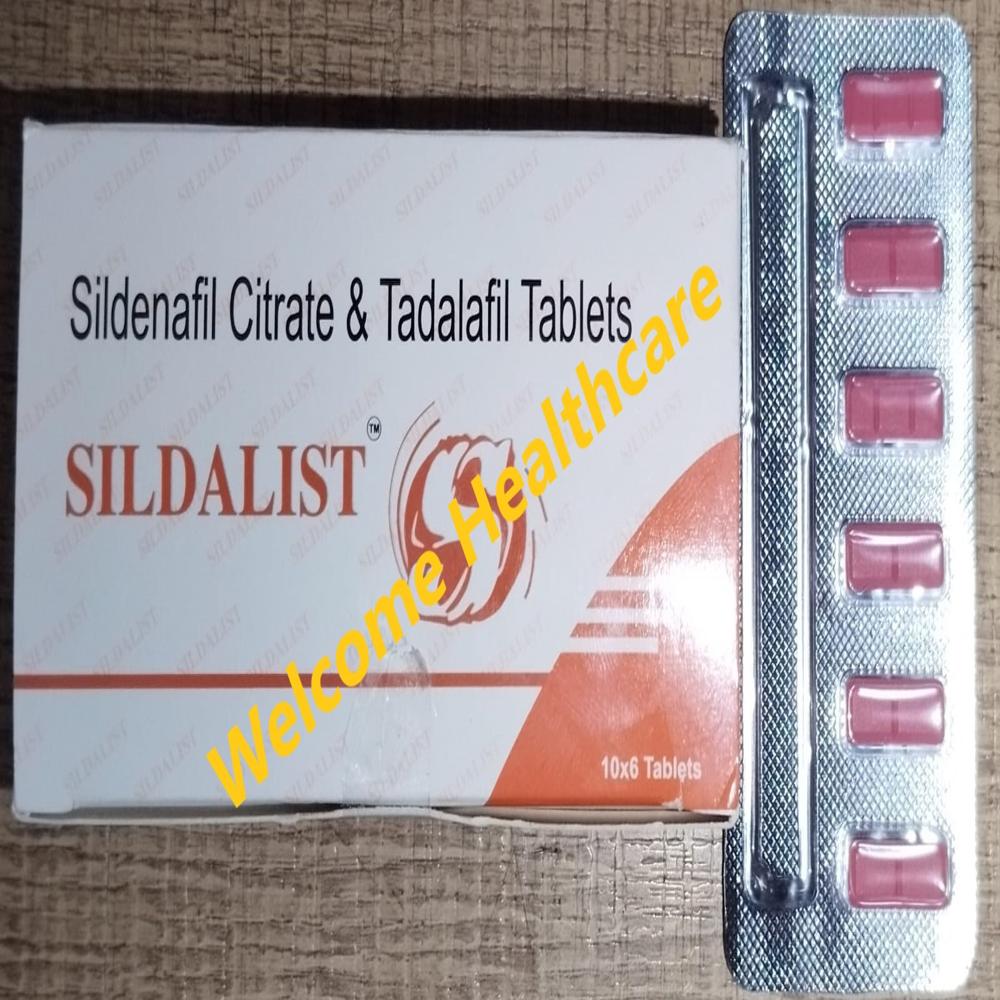 Sildenafil Citrate & Tadalafil Tablets
SILDALIST™
Welcome Healthcare
10x6 Tablets